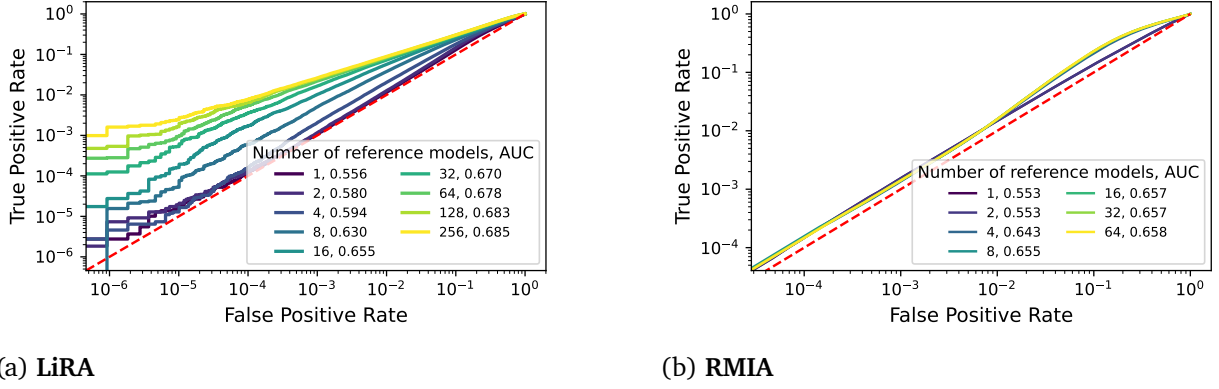 10⁰
10⁻¹
10⁻²
10⁻³
10⁻⁴
10⁻⁵
10⁻⁶
True Positive Rate
Number of reference models, AUC
1, 0.556
2, 0.580
4, 0.594
8, 0.630
16, 0.655
32, 0.670
64, 0.678
128, 0.683
256, 0.685
10⁻⁶ 10⁻⁵ 10⁻⁴ 10⁻³ 10⁻² 10⁻¹ 10⁰
False Positive Rate
(a) LiRA
10⁰
10⁻¹
10⁻²
10⁻³
10⁻⁴
True Positive Rate
Number of reference models, AUC
1, 0.553
2, 0.553
4, 0.643
8, 0.655
16, 0.657
32, 0.657
64, 0.658
10⁻⁴ 10⁻³ 10⁻² 10⁻¹ 10⁰
False Positive Rate
(b) RMIA